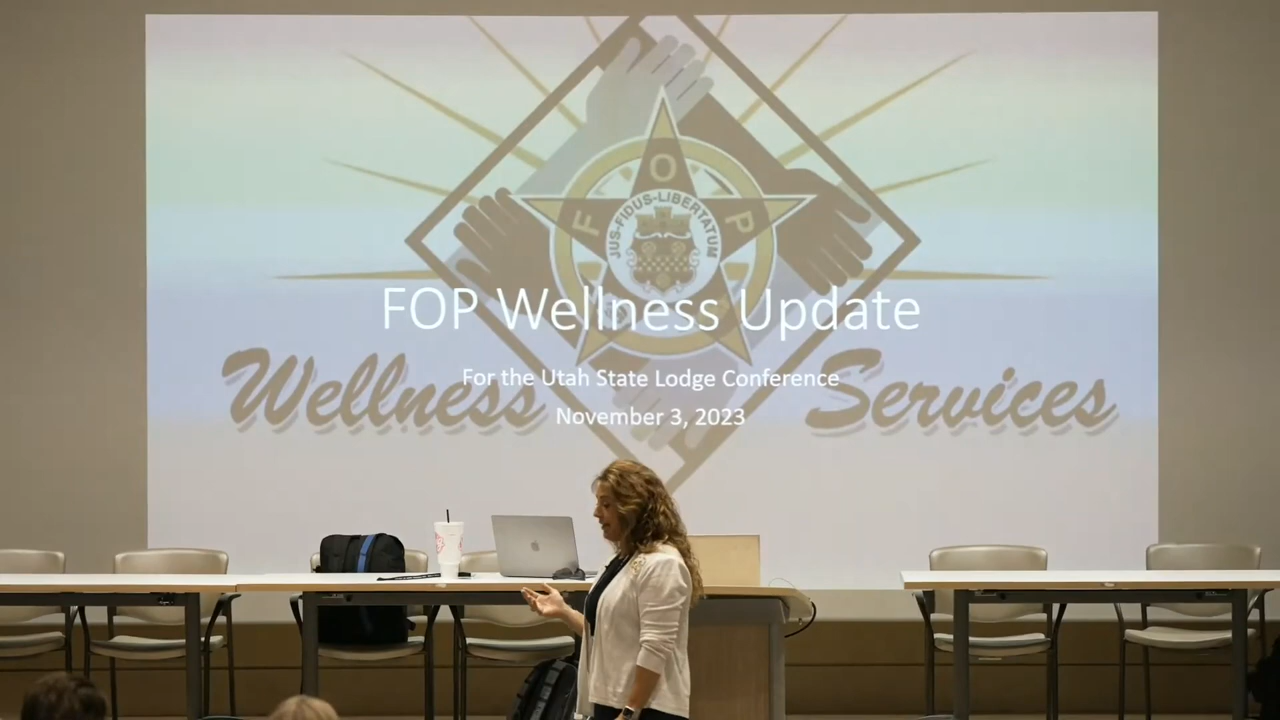 F O P
JUS-FIDUS-LIBERTATUM
FOP Wellness Update
For the Utah State Lodge Conference
Wellness Services
November 3, 2023